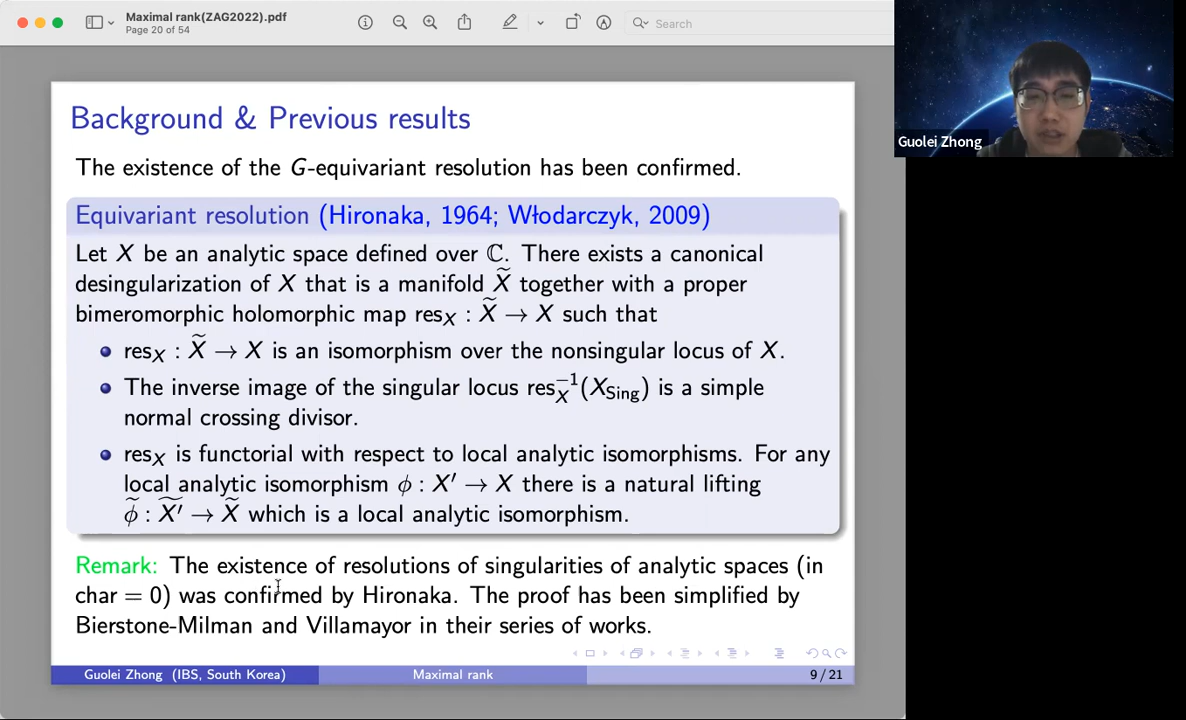 Maximal rank(ZAG2022).pdf
Page 20 of 54
Search
Guolei Zhong
Background & Previous results
The existence of the G-equivariant resolution has been confirmed.
Equivariant resolution (Hironaka, 1964; Włodarczyk, 2009)
Let X be an analytic space defined over ℂ. There exists a canonical
desingularization of X that is a manifold X̃ together with a proper
bimeromorphic holomorphic map res_X : X̃ → X such that
res_X : X̃ → X is an isomorphism over the nonsingular locus of X.
The inverse image of the singular locus res_X^{-1}(X_Sing) is a simple
normal crossing divisor.
res_X is functorial with respect to local analytic isomorphisms. For any
local analytic isomorphism ϕ : X′ → X there is a natural lifting
ϕ̃ : X̃′ → X̃ which is a local analytic isomorphism.
Remark: The existence of resolutions of singularities of analytic spaces (in
char = 0) was confirmed by Hironaka. The proof has been simplified by
Bierstone-Milman and Villamayor in their series of works.
Guolei Zhong (IBS, South Korea) Maximal rank 9 / 21